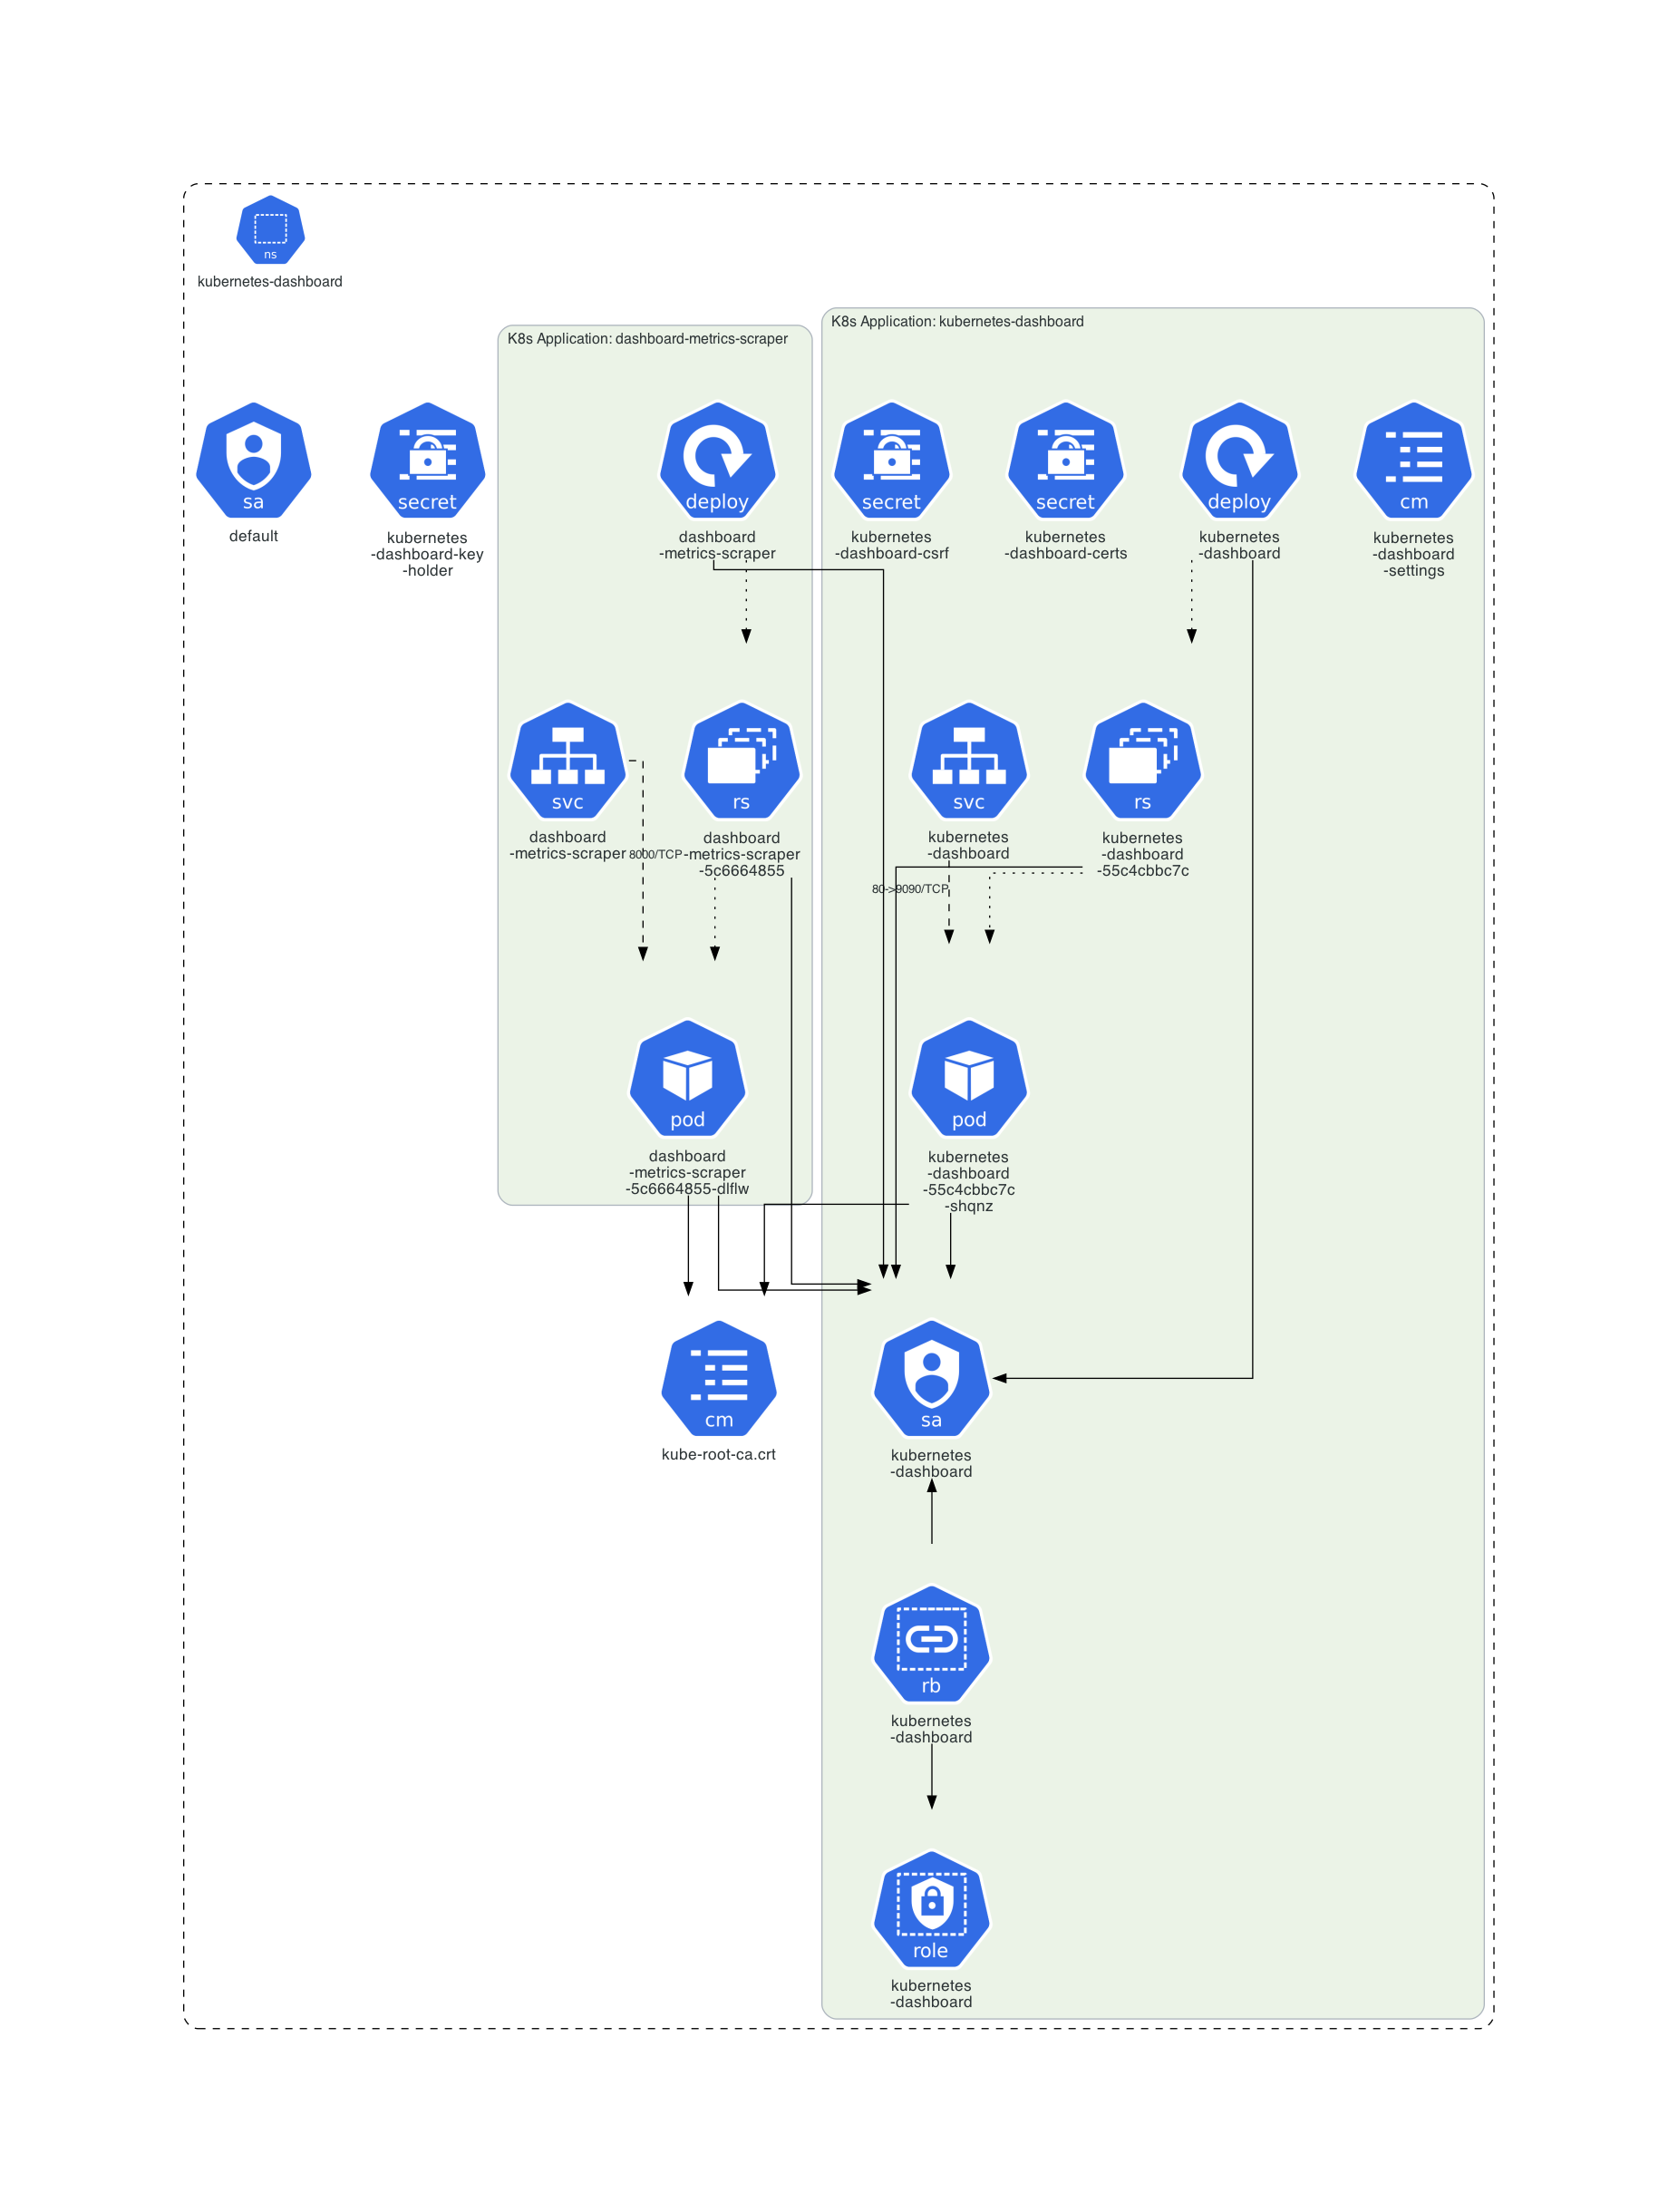 ns
kubernetes-dashboard
K8s Application: dashboard-metrics-scraper
K8s Application: kubernetes-dashboard
sa
default
secret
kubernetes
-dashboard-key
-holder
deploy
dashboard
-metrics-scraper
secret
kubernetes
-dashboard-csrf
secret
kubernetes
-dashboard-certs
deploy
kubernetes
-dashboard
cm
kubernetes
-dashboard
-settings
svc
dashboard
-metrics-scraper
8000/TCP
rs
dashboard
-metrics-scraper
-5c6664855
svc
kubernetes
-dashboard
80->9090/TCP
rs
kubernetes
-dashboard
-55c4cbbc7c
pod
dashboard
-metrics-scraper
-5c6664855-dlflw
pod
kubernetes
-dashboard
-55c4cbbc7c
-shqnz
cm
kube-root-ca.crt
sa
kubernetes
-dashboard
rb
kubernetes
-dashboard
role
kubernetes
-dashboard